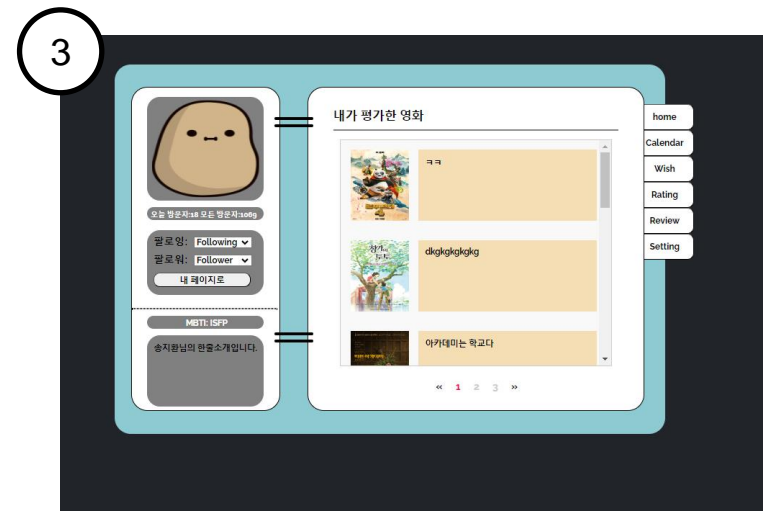 3
오늘 방문자:18 모든 방문자:1089
팔로잉: Following
팔로워: Follower
내 페이지로
MBTI: ISFP
송지환님의 한줄소개입니다.
내가 평가한 영화
ㅋㅋ
dkgkgkgkgkg
아카데미는 학교다
« 1 2 3 »
home
Calendar
Wish
Rating
Review
Setting